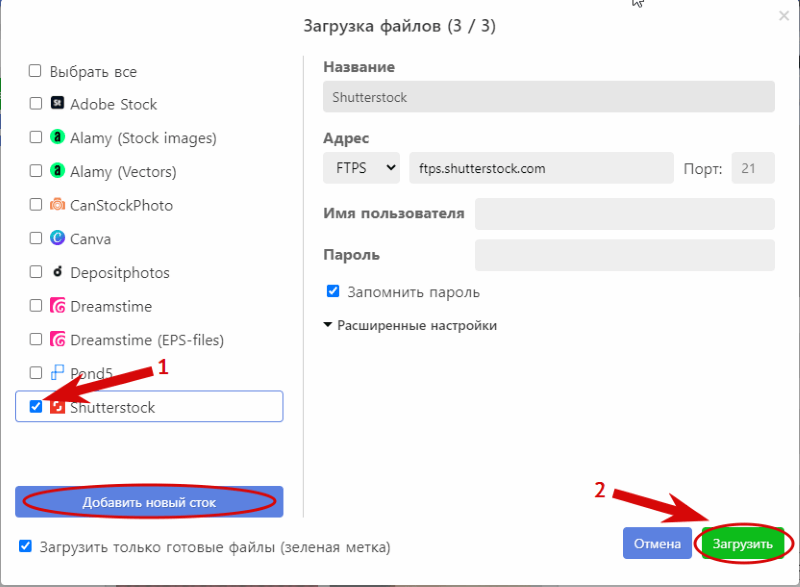 Загрузка файлов (3 / 3)
Выбрать все
Adobe Stock
Alamy (Stock images)
Alamy (Vectors)
CanStockPhoto
Canva
Depositphotos
Dreamstime
Dreamstime (EPS-files)
Pond5
1
Shutterstock
Добавить новый сток
Загрузить только готовые файлы (зеленая метка)
Название
Shutterstock
Адрес
FTPS ftps.shutterstock.com Порт: 21
Имя пользователя
Пароль
Запомнить пароль
Расширенные настройки
2
Отмена Загрузить